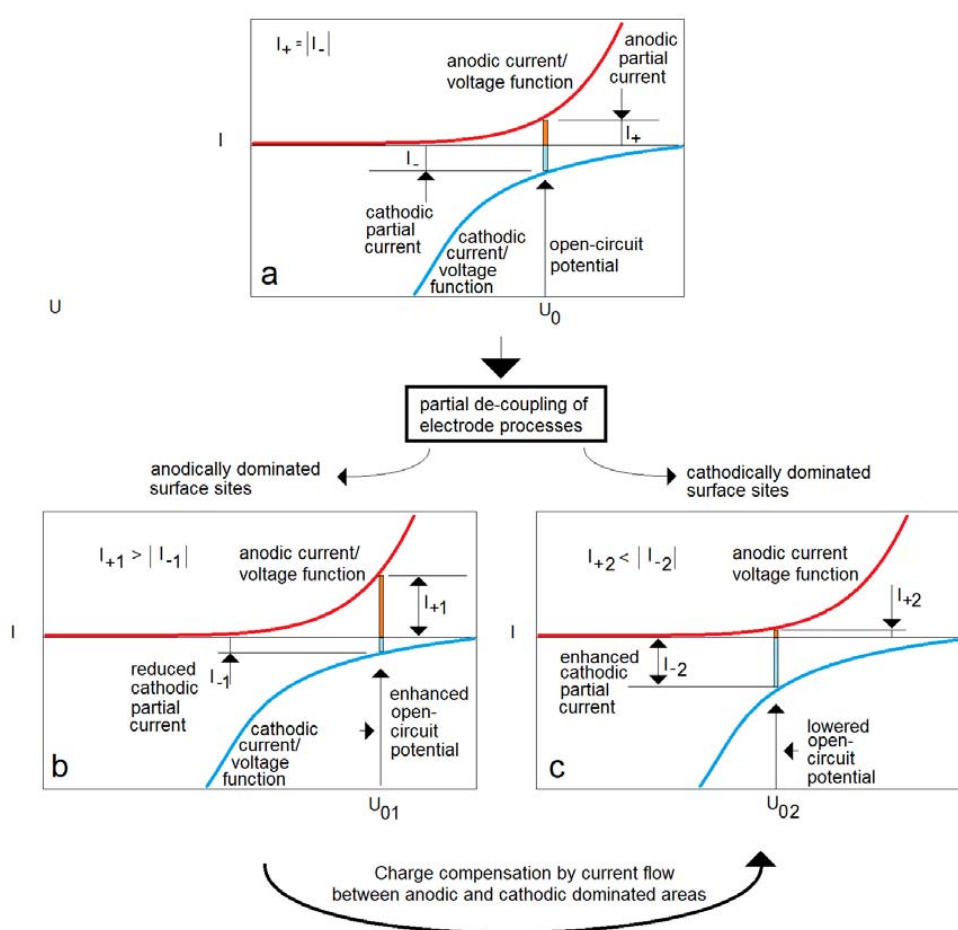 I+ = |I-|
anodic current/
voltage function
anodic
partial
current
I
I+
I-
cathodic
partial
current
cathodic
current/
voltage
function
open-circuit
potential
a
U
U0
partial de-coupling of
electrode processes
anodically dominated
surface sites
cathodically dominated
surface sites
I+1 > |I-1|
anodic current/
voltage function
I+1
I
reduced
cathodic
partial
current
I-1
cathodic
current/
voltage
function
enhanced
open-
circuit
potential
b
U01
I+2 < |I-2|
anodic current
voltage function
I+2
I
enhanced
cathodic
partial
current
I-2
lowered
open-
circuit
potential
c
U02
Charge compensation by current flow
between anodic and cathodic dominated areas